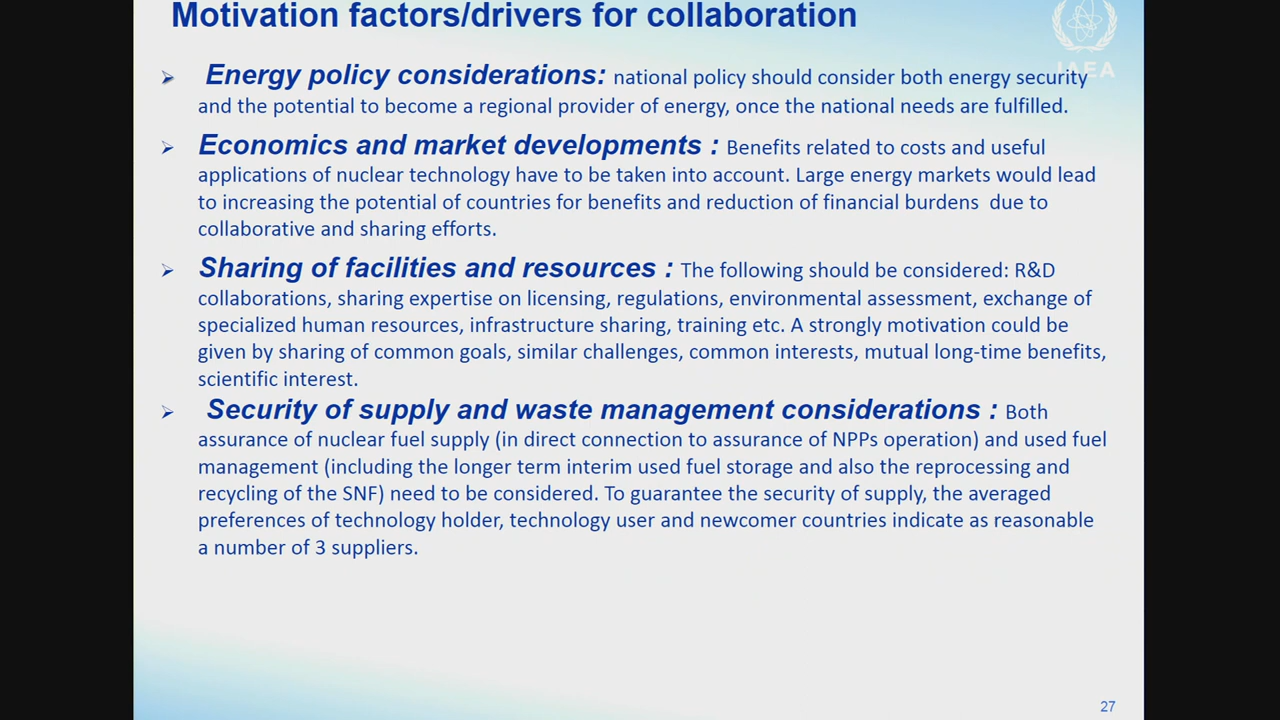 Motivation factors/drivers for collaboration
IAEA
➢ Energy policy considerations: national policy should consider both energy security
and the potential to become a regional provider of energy, once the national needs are fulfilled.
➢ Economics and market developments : Benefits related to costs and useful
applications of nuclear technology have to be taken into account. Large energy markets would lead
to increasing the potential of countries for benefits and reduction of financial burdens due to
collaborative and sharing efforts.
➢ Sharing of facilities and resources : The following should be considered: R&D
collaborations, sharing expertise on licensing, regulations, environmental assessment, exchange of
specialized human resources, infrastructure sharing, training etc. A strongly motivation could be
given by sharing of common goals, similar challenges, common interests, mutual long-time benefits,
scientific interest.
➢ Security of supply and waste management considerations : Both
assurance of nuclear fuel supply (in direct connection to assurance of NPPs operation) and used fuel
management (including the longer term interim used fuel storage and also the reprocessing and
recycling of the SNF) need to be considered. To guarantee the security of supply, the averaged
preferences of technology holder, technology user and newcomer countries indicate as reasonable
a number of 3 suppliers.
27